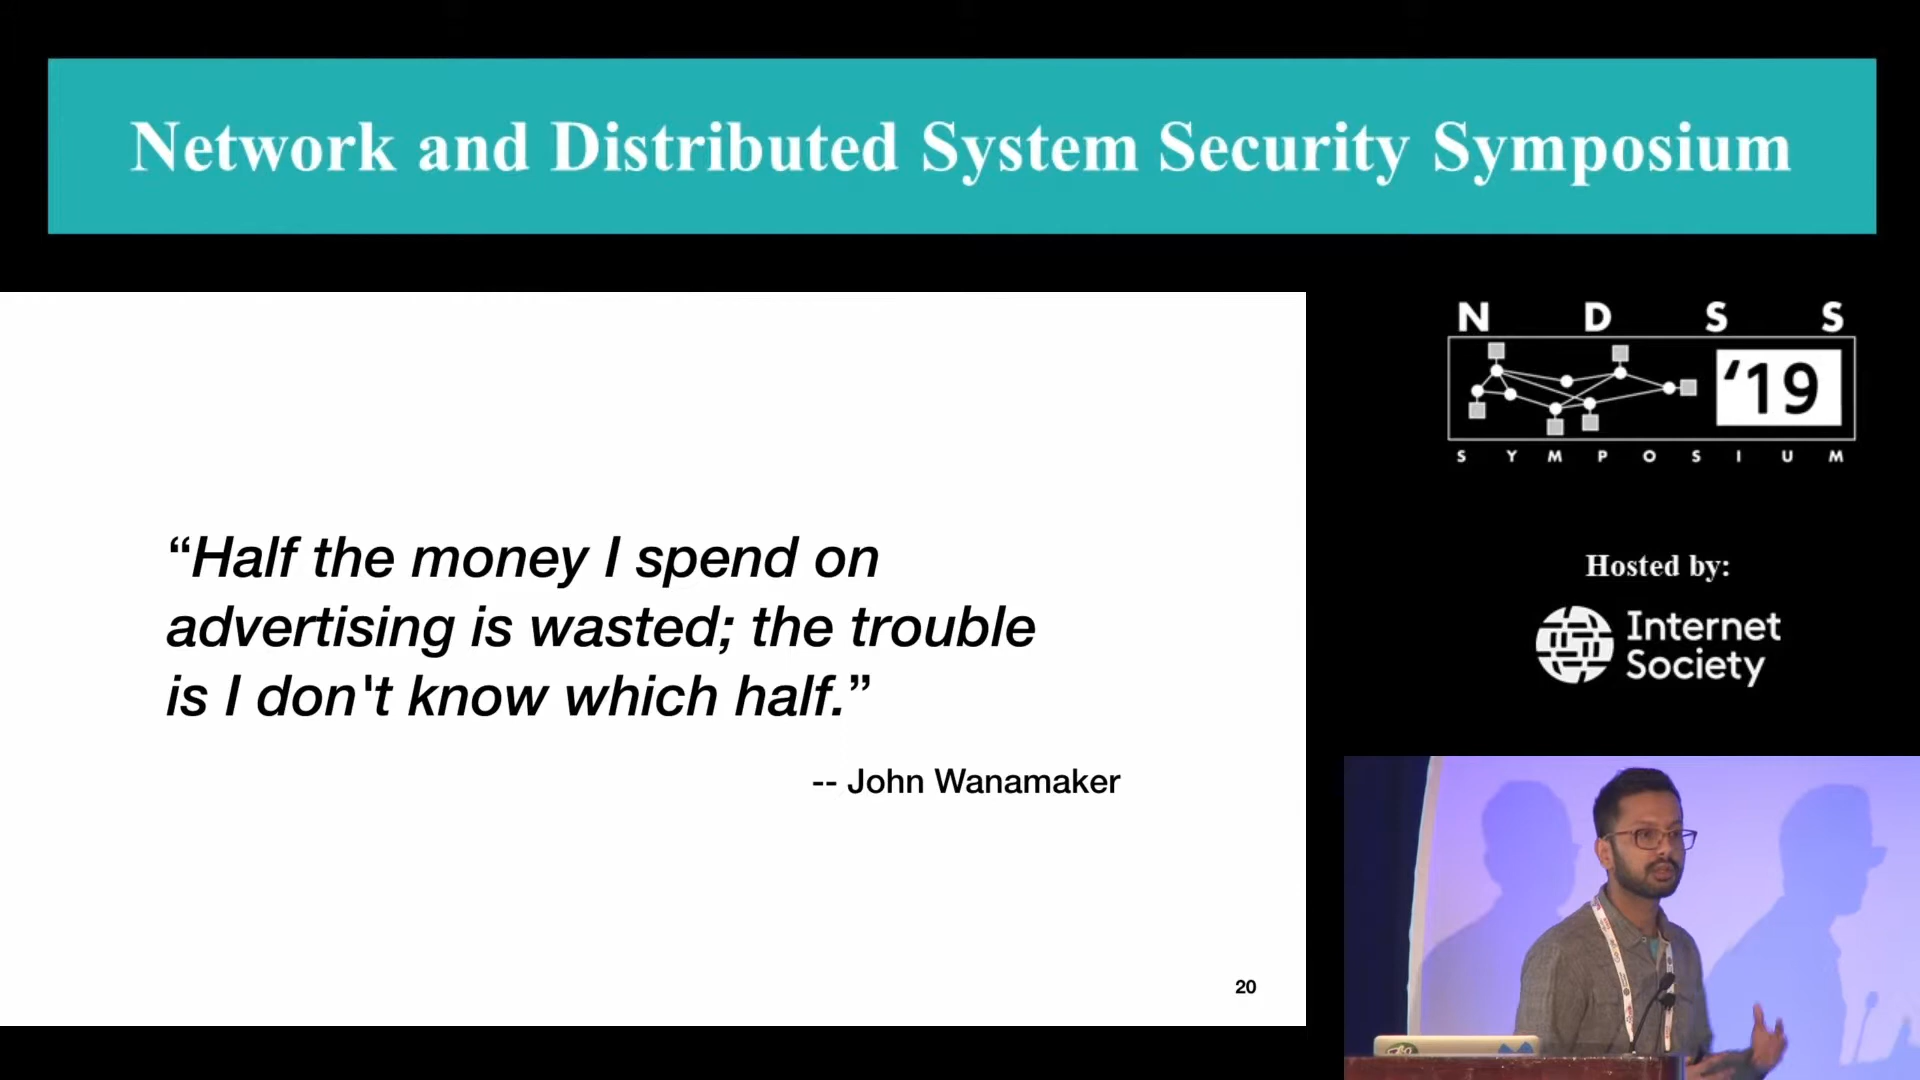 Network and Distributed System Security Symposium
N D S S
‘19
S Y M P O S I U M
Hosted by:
Internet
Society
“Half the money I spend on
advertising is wasted; the trouble
is I don't know which half.”
-- John Wanamaker
20